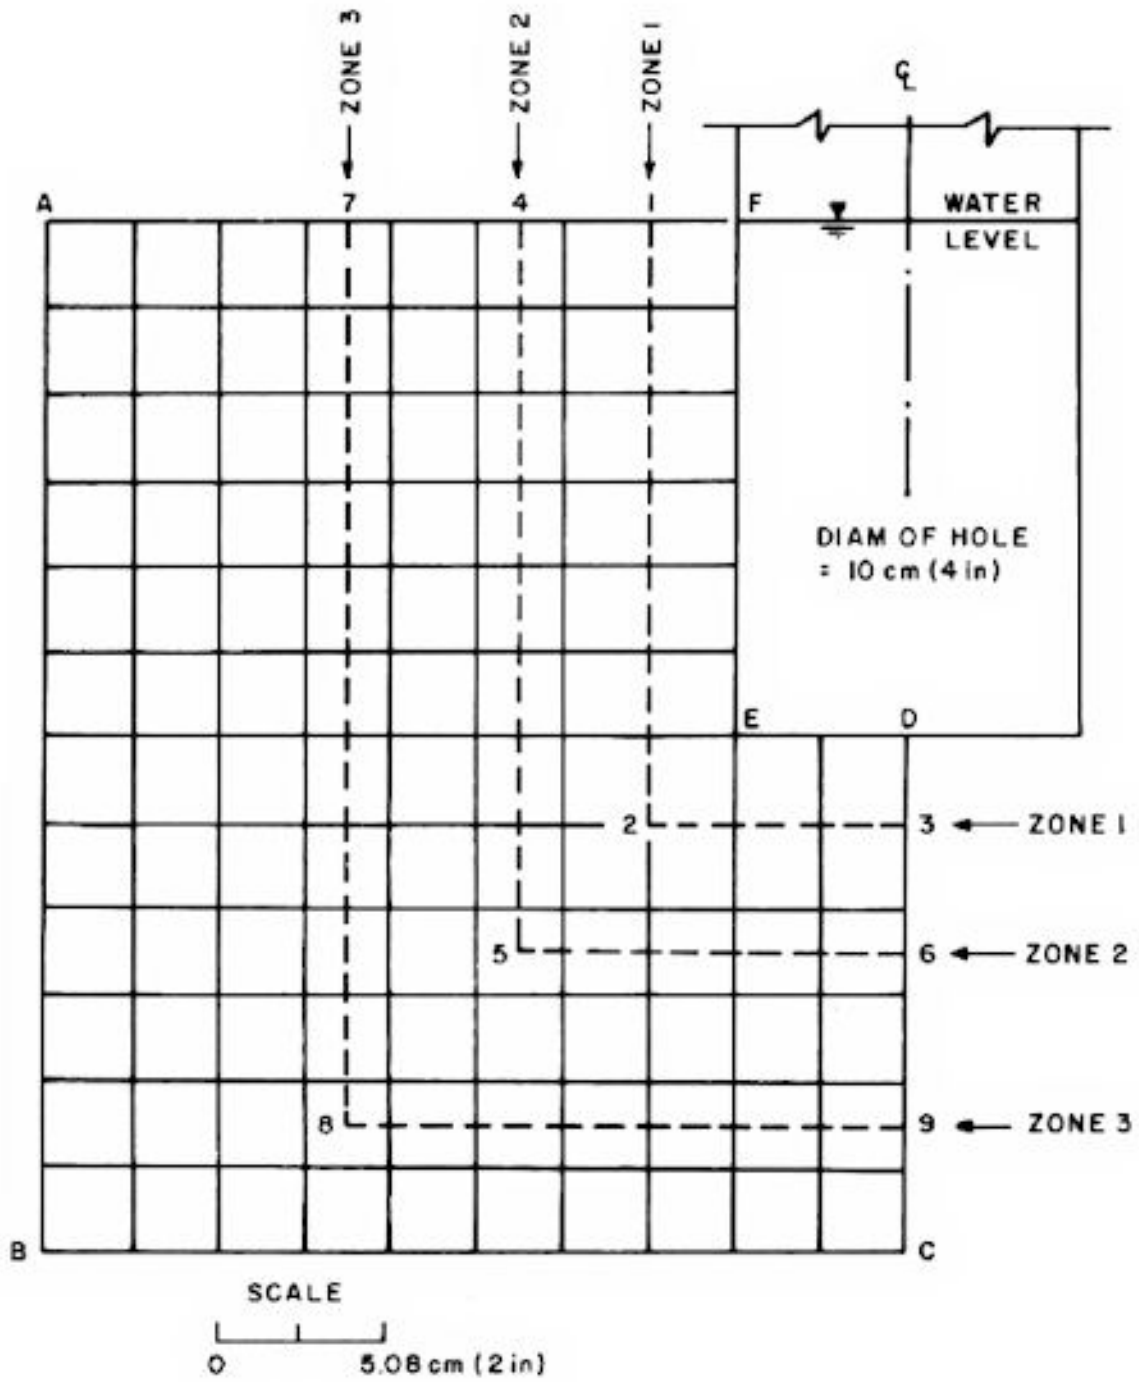 ZONE 3
ZONE 2
ZONE 1
℄
A
7
4
1
F
WATER
LEVEL
DIAM OF HOLE
= 10 cm (4 in)
E
D
2
3
ZONE 1
5
6
ZONE 2
8
9
ZONE 3
B
C
SCALE
0
5.08 cm (2 in)